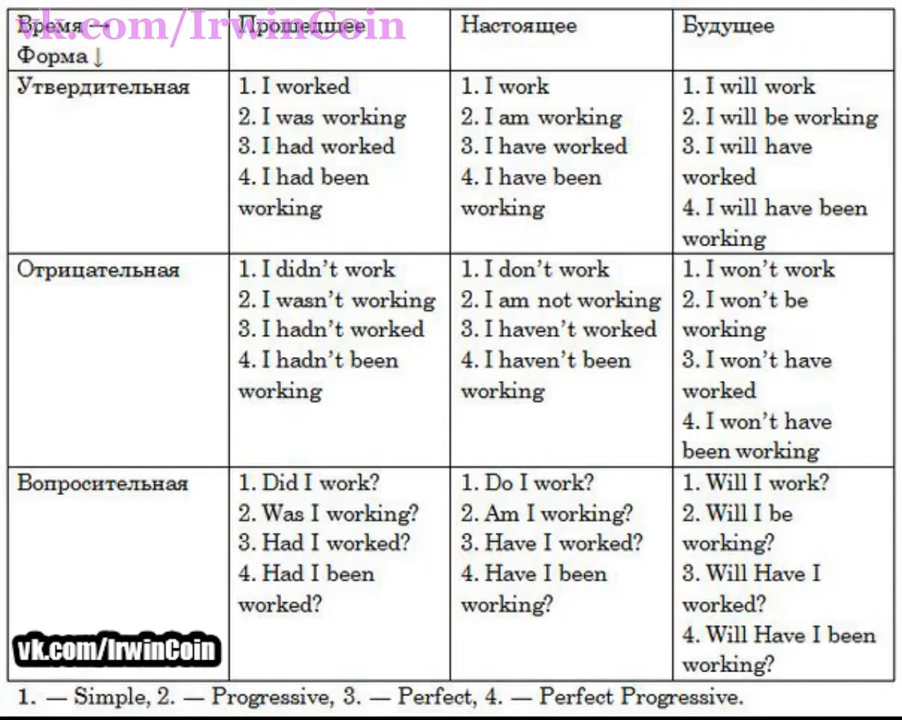 vk.com/IrwinCoin
Время →
Форма ↓
Прошедшее
Настоящее
Будущее
Утвердительная
1. I worked
2. I was working
3. I had worked
4. I had been
working
1. I work
2. I am working
3. I have worked
4. I have been
working
1. I will work
2. I will be working
3. I will have
worked
4. I will have been
working
Отрицательная
1. I didn't work
2. I wasn't working
3. I hadn't worked
4. I hadn't been
working
1. I don't work
2. I am not working
3. I haven't worked
4. I haven't been
working
1. I won't work
2. I won't be
working
3. I won't have
worked
4. I won't have
been working
Вопросительная
1. Did I work?
2. Was I working?
3. Had I worked?
4. Had I been
worked?
1. Do I work?
2. Am I working?
3. Have I worked?
4. Have I been
working?
1. Will I work?
2. Will I be
working?
3. Will Have I
worked?
4. Will Have I been
working?
vk.com/IrwinCoin
1. — Simple, 2. — Progressive, 3. — Perfect, 4. — Perfect Progressive.